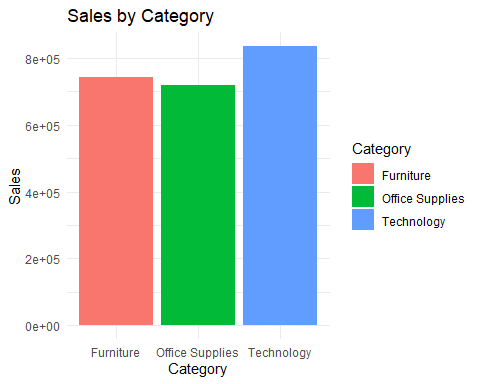 Sales by Category
8e+05
6e+05
4e+05
2e+05
0e+00
Sales
Furniture Office Supplies Technology
Category
Category
Furniture
Office Supplies
Technology